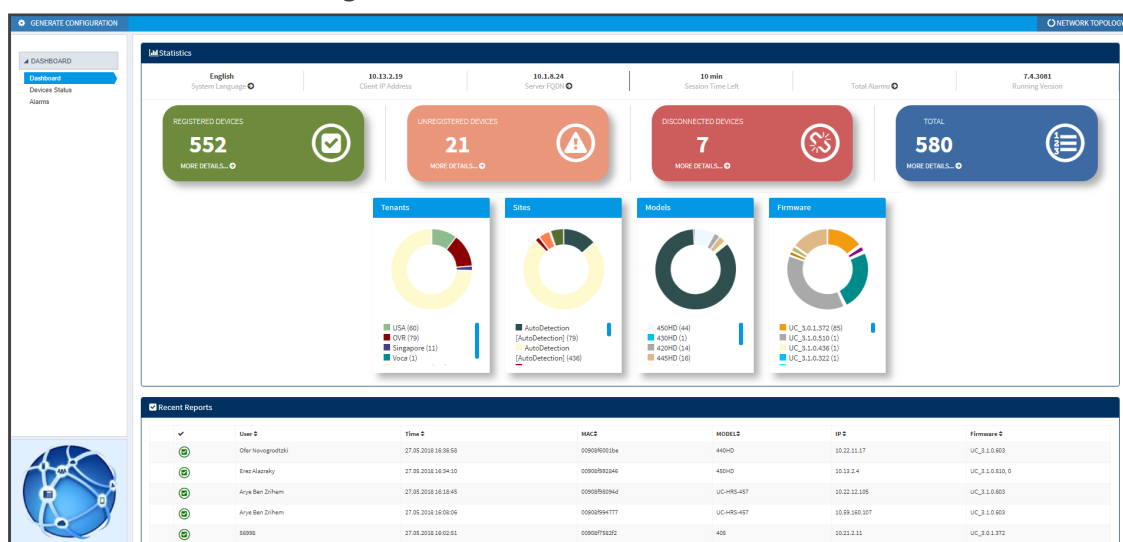 GENERATE CONFIGURATION
NETWORK TOPOLOGY
DASHBOARD
Dashboard
Devices Status
Alarms
Statistics
English 10.13.2.19 10.1.8.24 10 min 7.4.3081
System Language Client IP Address Server FQDN Session Time Left Total Alarms Running Version
REGISTERED DEVICES UNREGISTERED DEVICES DISCONNECTED DEVICES TOTAL
552 21 7 580
MORE DETAILS... MORE DETAILS... MORE DETAILS... MORE DETAILS...
Tenants Sites Models Firmware
USA (60) AutoDetection 450HD (44) UC_3.0.1.372 (85)
OVR (79) [AutoDetection] (79) 430HD (1) UC_3.1.0.510 (1)
Singapore (11) AutoDetection 420HD (14) UC_3.1.0.436 (1)
Voca (1) [AutoDetection] (436) 445HD (16) UC_3.1.0.322 (1)
Recent Reports
User Time MAC MODEL IP Firmware
Ofer Novogrodtzki 27.05.2018 16:36:58 00908f6001be 440HD 10.22.11.17 UC_3.1.0.603
Erez Alazraky 27.05.2018 16:34:10 00908f992846 450HD 10.13.2.4 UC_3.1.0.510, 0
Arye Ben Zrihem 27.05.2018 16:18:45 00908f98094d UC-HRS-457 10.22.12.105 UC_3.1.0.603
Arye Ben Zrihem 27.05.2018 16:08:06 00908f994777 UC-HRS-457 10.59.160.107 UC_3.1.0.603
56998 27.05.2018 16:02:51 00908f7582f2 405 10.21.2.11 UC_3.0.1.372